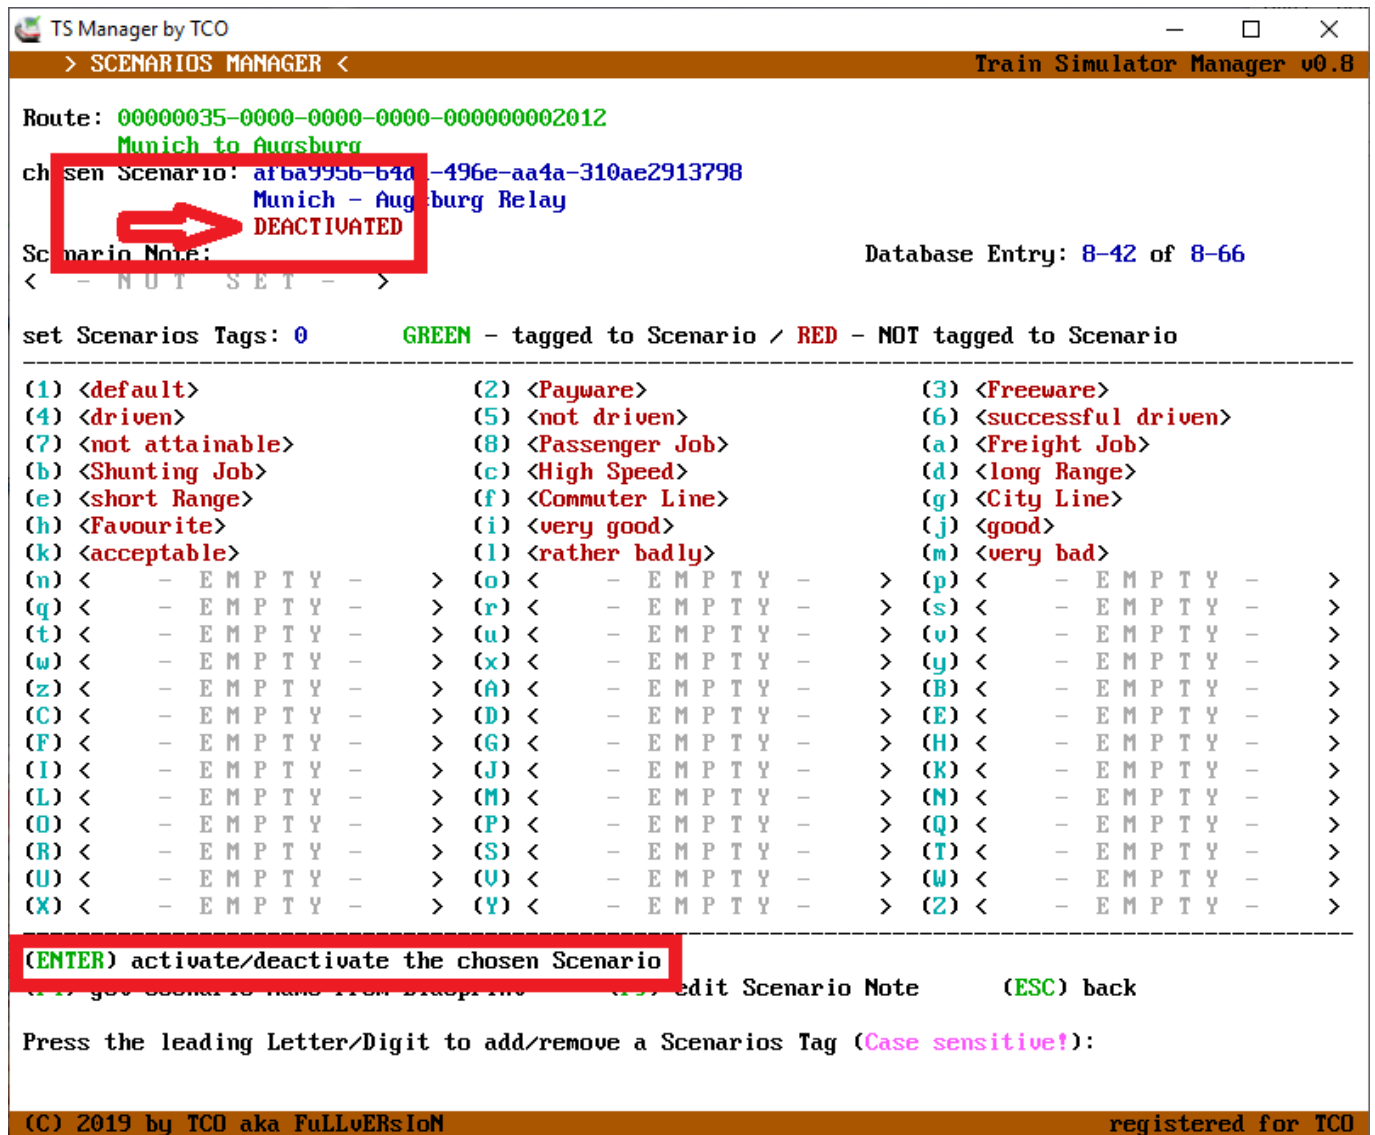 TS Manager by TCO
> SCENARIOS MANAGER < Train Simulator Manager v0.8
Route: 00000035-0000-0000-0000-000000002012
Munich to Augsburg
chosen Scenario: -496e-aa4a-310ae2913798
Munich - Augsburg Relay
DEACTIVATED
Scenario Note: Database Entry: 8-42 of 8-66
< - N O T S E T - >
set Scenarios Tags: 0 GREEN - tagged to Scenario / RED - NOT tagged to Scenario
(1) <default> (2) <Payware> (3) <Freeware>
(4) <driven> (5) <not driven> (6) <successful driven>
(7) <not attainable> (8) <Passenger Job> (a) <Freight Job>
(b) <Shunting Job> (c) <High Speed> (d) <long Range>
(e) <short Range> (f) <Commuter Line> (g) <City Line>
(h) <Favourite> (i) <very good> (j) <good>
(k) <acceptable> (l) <rather badly> (m) <very bad>
(n) < - E M P T Y - > (o) < - E M P T Y - > (p) < - E M P T Y - >
(q) < - E M P T Y - > (r) < - E M P T Y - > (s) < - E M P T Y - >
(t) < - E M P T Y - > (u) < - E M P T Y - > (v) < - E M P T Y - >
(w) < - E M P T Y - > (x) < - E M P T Y - > (y) < - E M P T Y - >
(z) < - E M P T Y - > (A) < - E M P T Y - > (B) < - E M P T Y - >
(C) < - E M P T Y - > (D) < - E M P T Y - > (E) < - E M P T Y - >
(F) < - E M P T Y - > (G) < - E M P T Y - > (H) < - E M P T Y - >
(I) < - E M P T Y - > (J) < - E M P T Y - > (K) < - E M P T Y - >
(L) < - E M P T Y - > (M) < - E M P T Y - > (N) < - E M P T Y - >
(O) < - E M P T Y - > (P) < - E M P T Y - > (Q) < - E M P T Y - >
(R) < - E M P T Y - > (S) < - E M P T Y - > (T) < - E M P T Y - >
(U) < - E M P T Y - > (V) < - E M P T Y - > (W) < - E M P T Y - >
(X) < - E M P T Y - > (Y) < - E M P T Y - > (Z) < - E M P T Y - >
(ENTER) activate/deactivate the chosen Scenario
edit Scenario Note (ESC) back
Press the leading Letter/Digit to add/remove a Scenarios Tag (Case sensitive!):
(C) 2019 by TCO aka FuLLvERsIoN registered for TCO